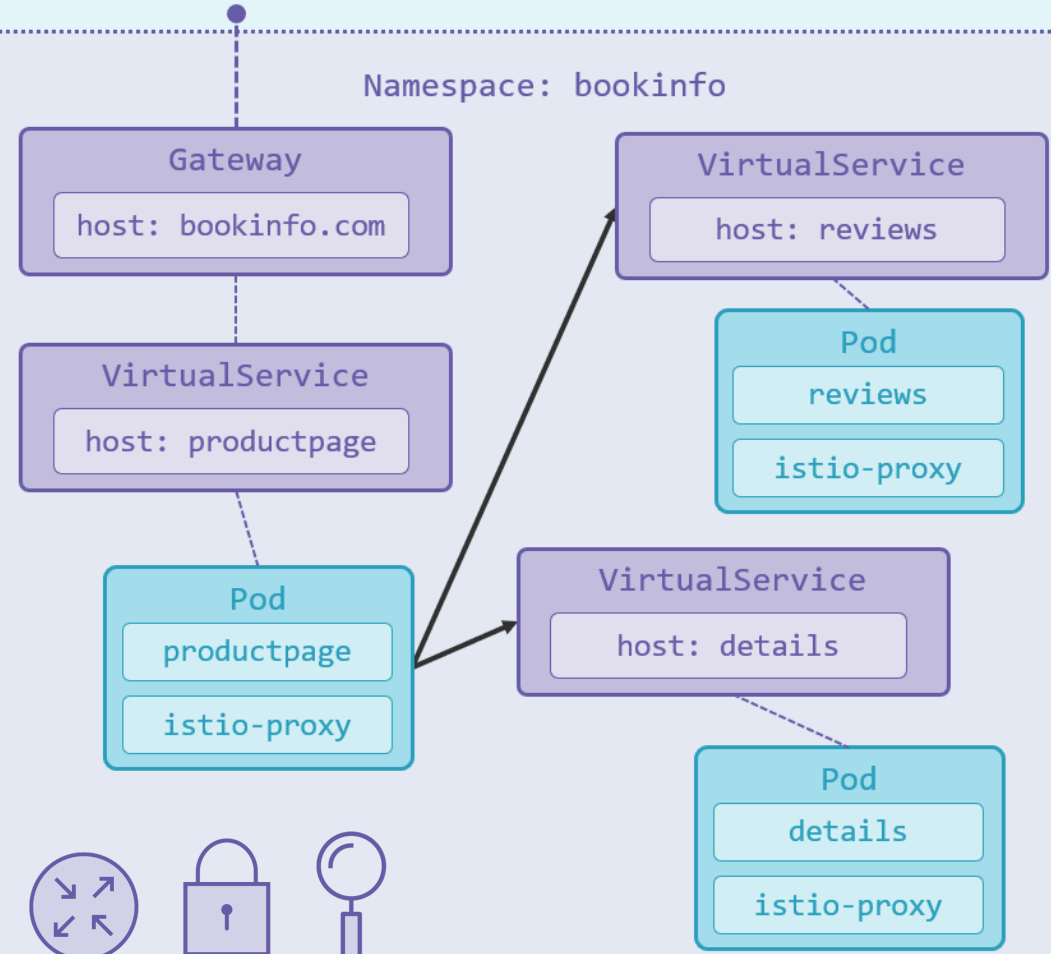 Namespace: bookinfo
Gateway
host: bookinfo.com
VirtualService
host: productpage
Pod
productpage
istio-proxy
VirtualService
host: reviews
Pod
reviews
istio-proxy
VirtualService
host: details
Pod
details
istio-proxy